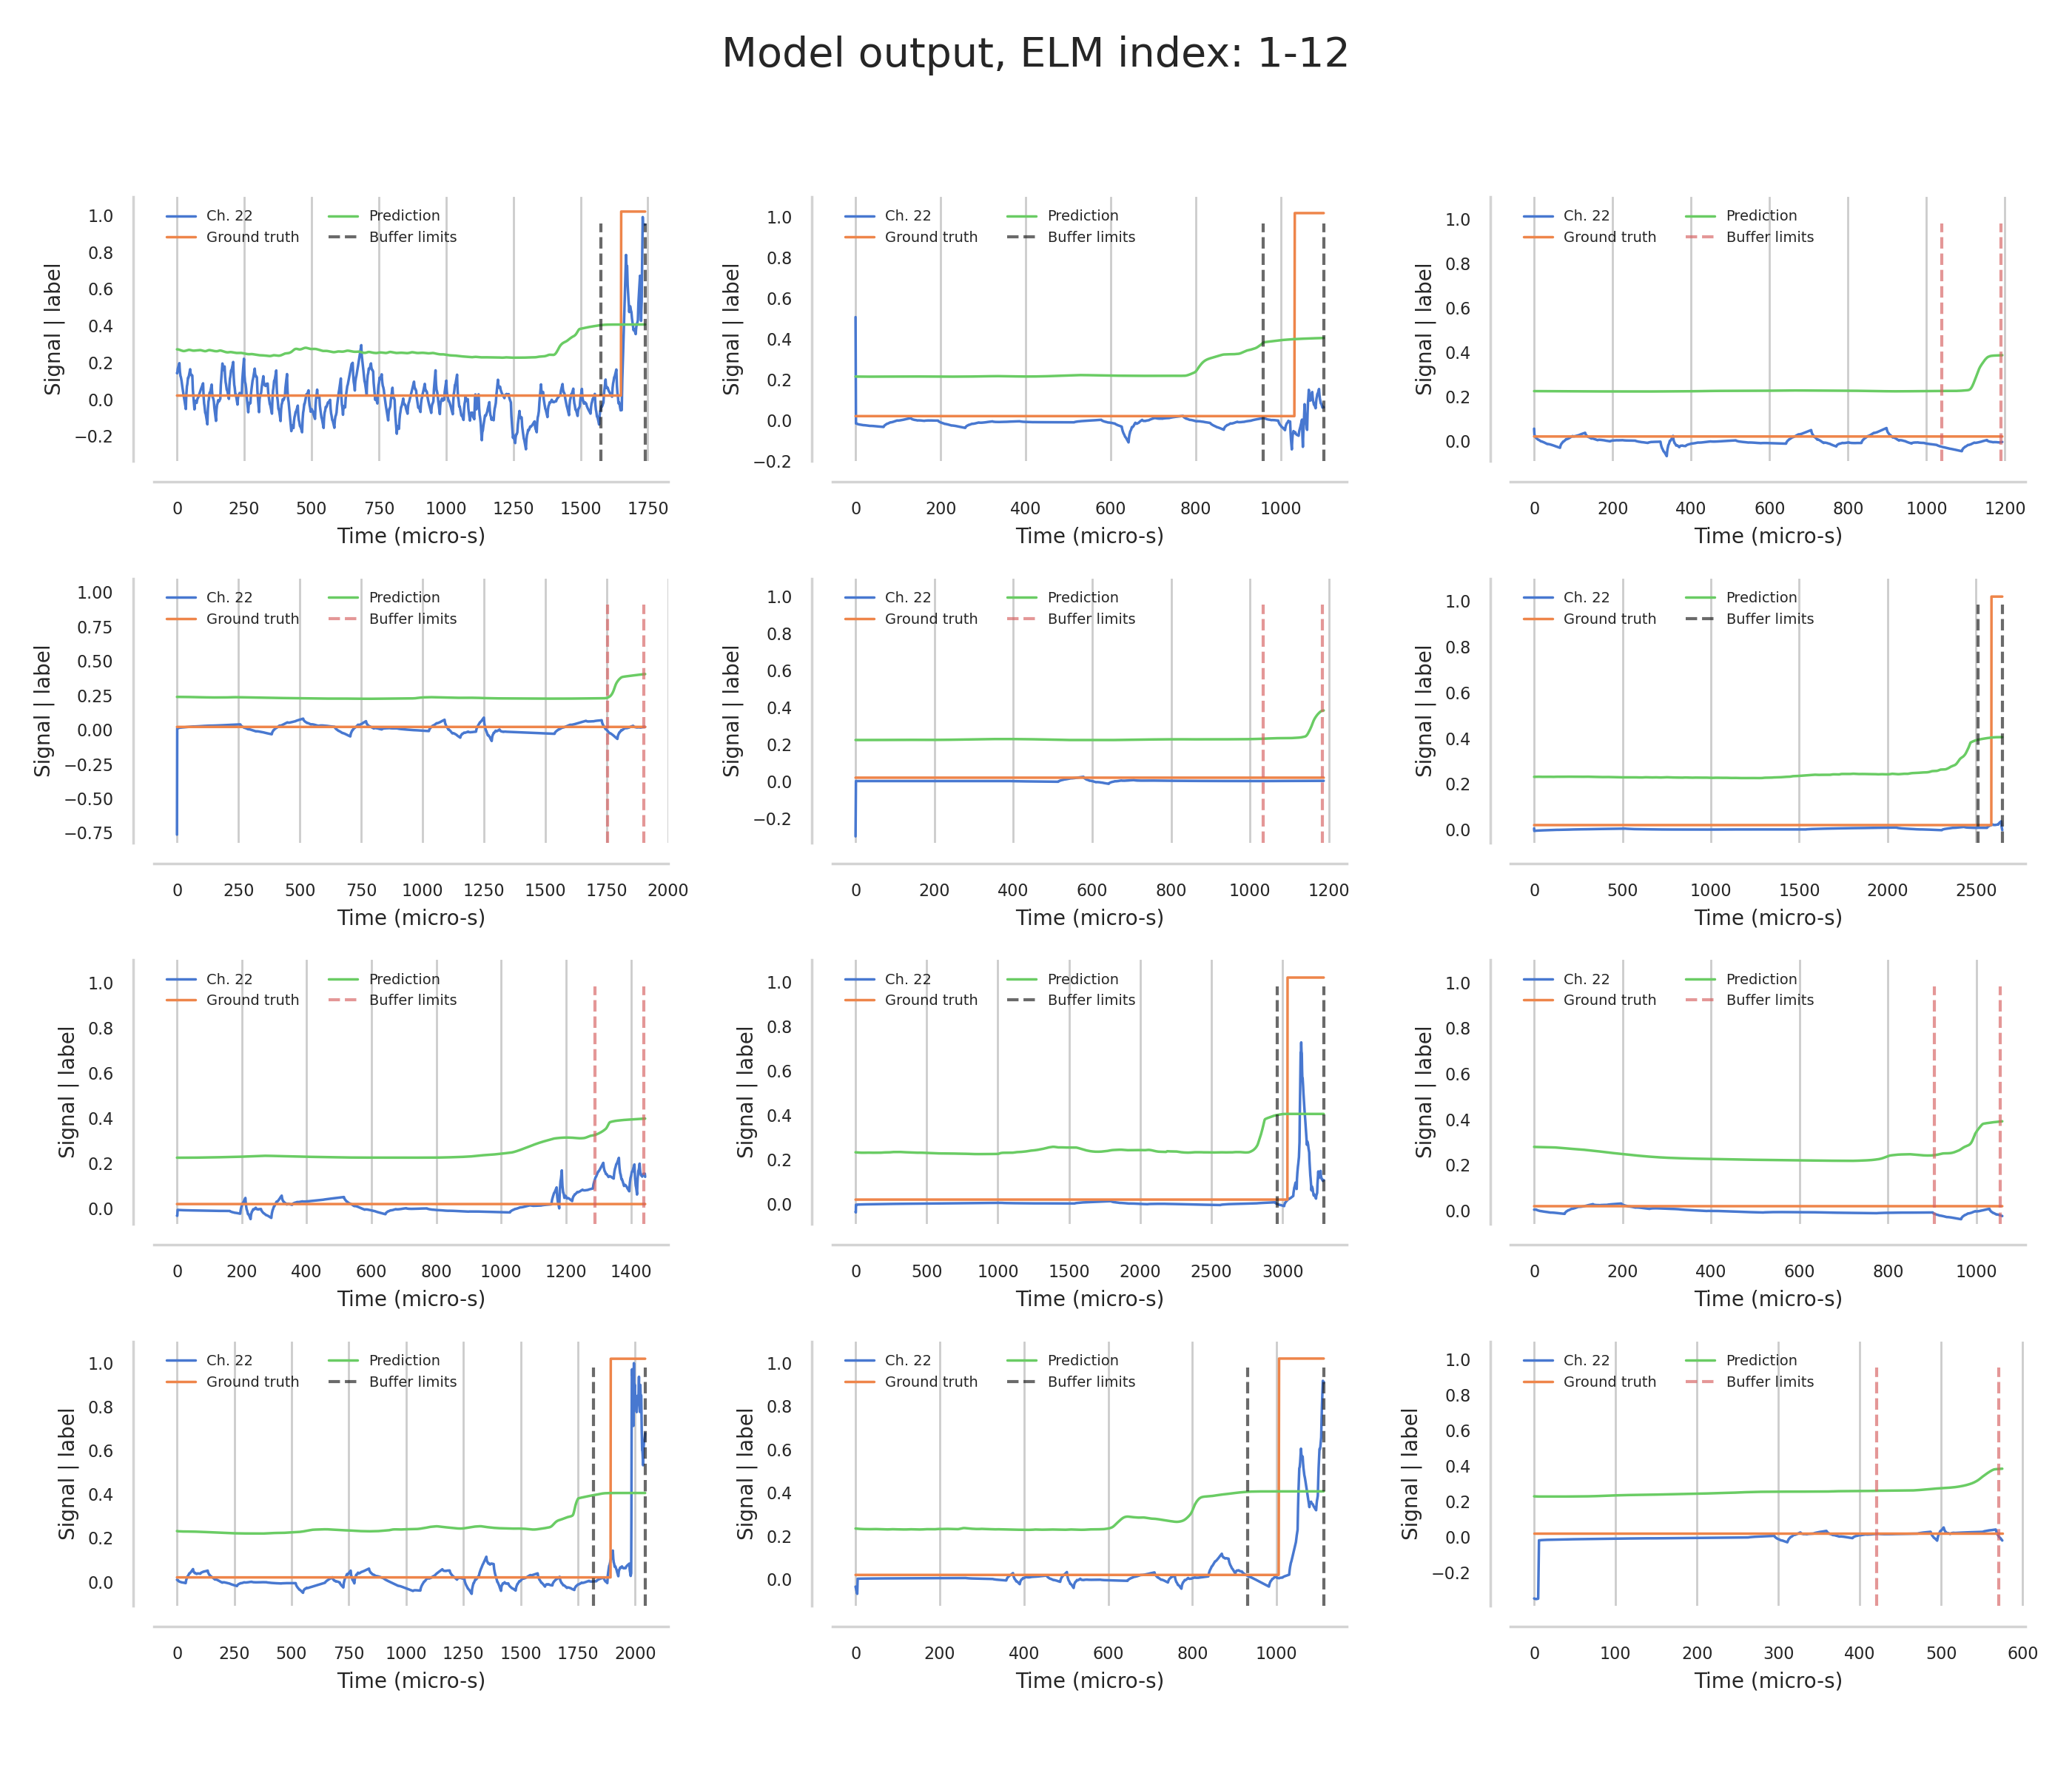 Model output, ELM index: 1-12
Signal | label
1.0
0.8
0.6
0.4
0.2
0.0
−0.2
Ch. 22 Prediction
Ground truth Buffer limits
0 250 500 750 1000 1250 1500 1750
Time (micro-s)
Signal | label
1.0
0.8
0.6
0.4
0.2
0.0
−0.2
Ch. 22 Prediction
Ground truth Buffer limits
0 200 400 600 800 1000
Time (micro-s)
Signal | label
1.0
0.8
0.6
0.4
0.2
0.0
Ch. 22 Prediction
Ground truth Buffer limits
0 200 400 600 800 1000 1200
Time (micro-s)
Signal | label
1.00
0.75
0.50
0.25
0.00
−0.25
−0.50
−0.75
Ch. 22 Prediction
Ground truth Buffer limits
0 250 500 750 1000 1250 1500 1750 2000
Time (micro-s)
Signal | label
1.0
0.8
0.6
0.4
0.2
0.0
−0.2
Ch. 22 Prediction
Ground truth Buffer limits
0 200 400 600 800 1000 1200
Time (micro-s)
Signal | label
1.0
0.8
0.6
0.4
0.2
0.0
Ch. 22 Prediction
Ground truth Buffer limits
0 500 1000 1500 2000 2500
Time (micro-s)
Signal | label
1.0
0.8
0.6
0.4
0.2
0.0
Ch. 22 Prediction
Ground truth Buffer limits
0 200 400 600 800 1000 1200 1400
Time (micro-s)
Signal | label
1.0
0.8
0.6
0.4
0.2
0.0
Ch. 22 Prediction
Ground truth Buffer limits
0 500 1000 1500 2000 2500 3000
Time (micro-s)
Signal | label
1.0
0.8
0.6
0.4
0.2
0.0
Ch. 22 Prediction
Ground truth Buffer limits
0 200 400 600 800 1000
Time (micro-s)
Signal | label
1.0
0.8
0.6
0.4
0.2
0.0
Ch. 22 Prediction
Ground truth Buffer limits
0 250 500 750 1000 1250 1500 1750 2000
Time (micro-s)
Signal | label
1.0
0.8
0.6
0.4
0.2
0.0
Ch. 22 Prediction
Ground truth Buffer limits
0 200 400 600 800 1000
Time (micro-s)
Signal | label
1.0
0.8
0.6
0.4
0.2
0.0
−0.2
Ch. 22 Prediction
Ground truth Buffer limits
0 100 200 300 400 500 600
Time (micro-s)